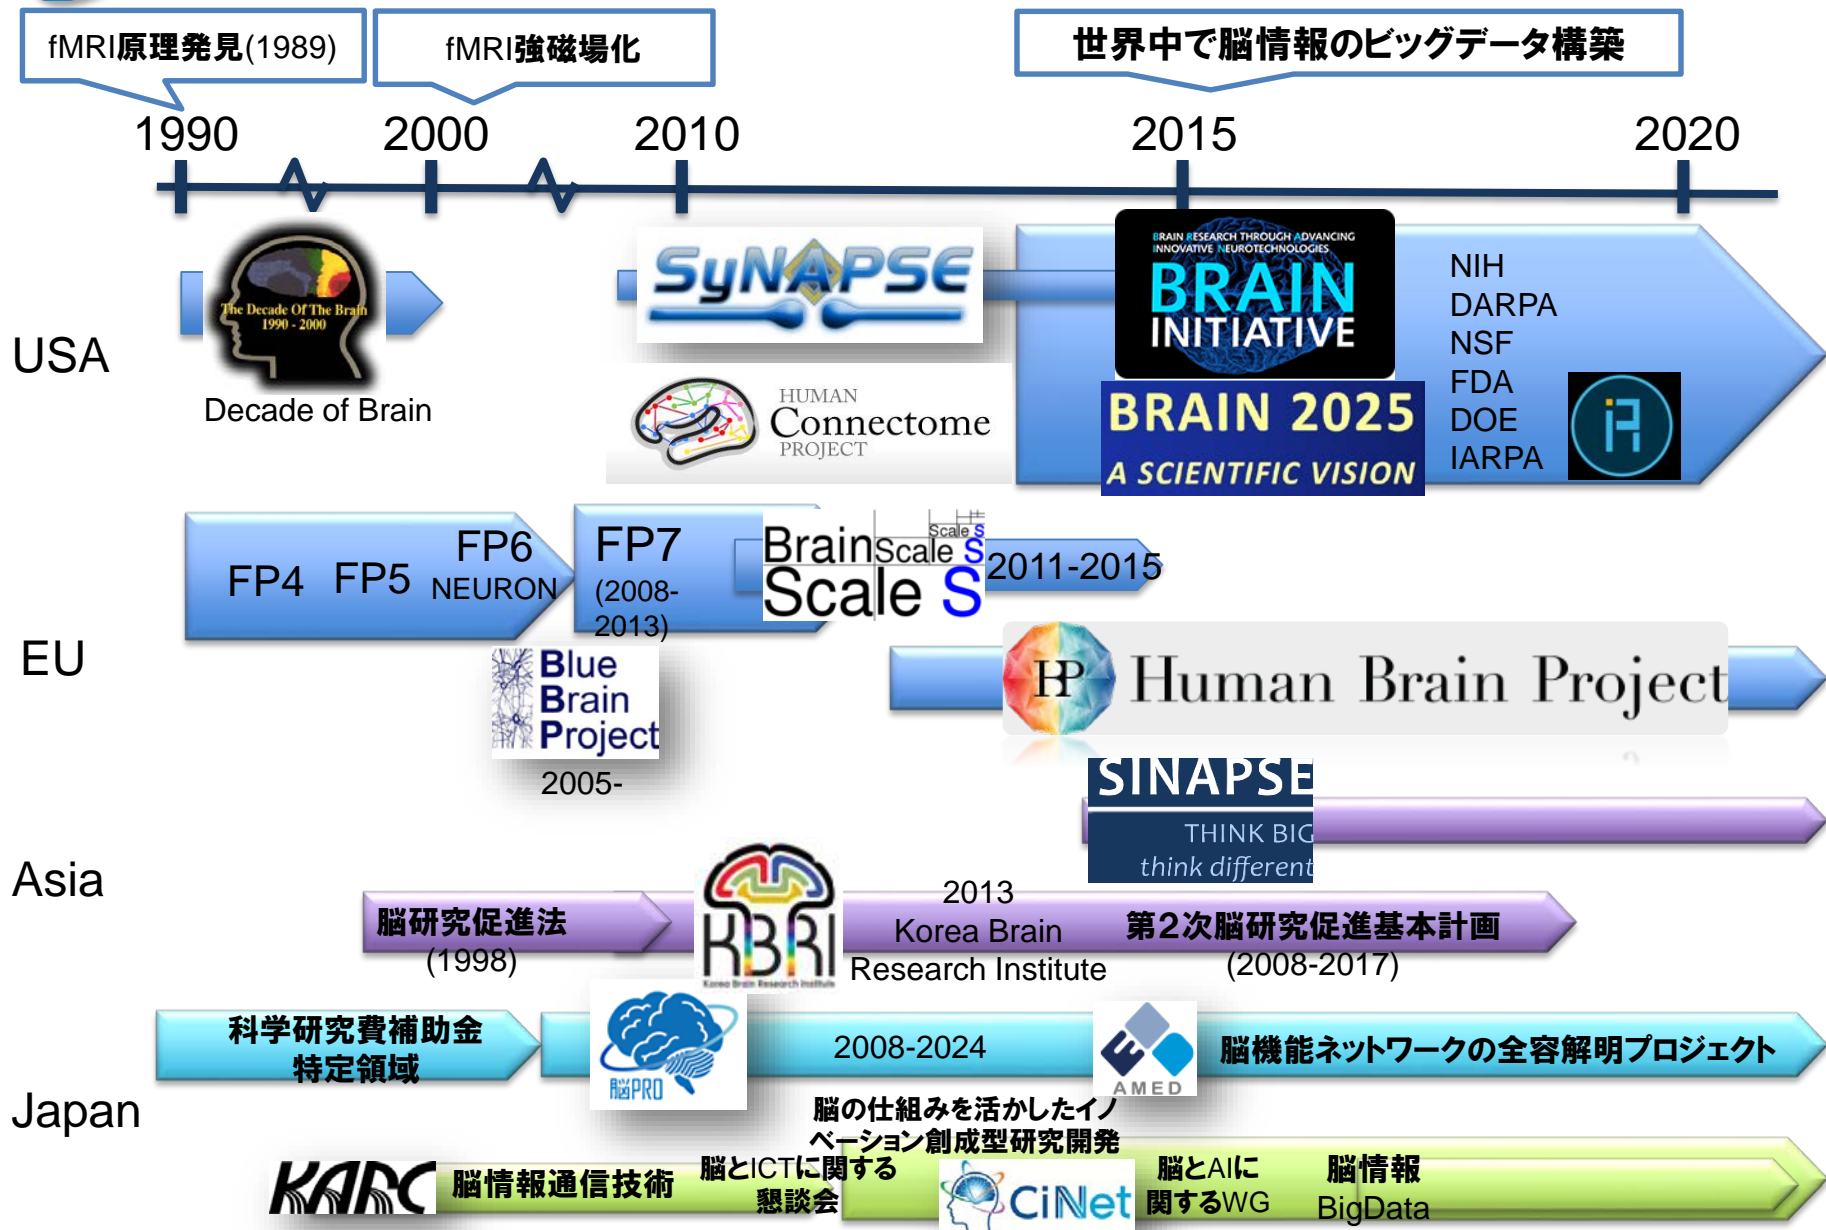 fMRI原理発見(1989)
fMRI強磁場化
世界中で脳情報のビッグデータ構築
1990
2000
2010
2015
2020
USA
The Decade Of The Brain
1990 - 2000
Decade of Brain
SyNAPSE
HUMAN
Connectome
PROJECT
BRAIN RESEARCH THROUGH ADVANCING
INNOVATIVE NEUROTECHNOLOGIES
BRAIN
INITIATIVE
BRAIN 2025
A SCIENTIFIC VISION
NIH
DARPA
NSF
FDA
DOE
IARPA
EU
FP4
FP5
FP6
NEURON
FP7
(2008-
2013)
Brain Scale S
Scale S
Scale S
2011-2015
Blue
Brain
Project
2005-
HP Human Brain Project
Asia
SINAPSE
THINK BIG
think different
脳研究促進法
(1998)
KBRI
Korea Brain Research Institute
2013
Korea Brain
Research Institute
第2次脳研究促進基本計画
(2008-2017)
Japan
科学研究費補助金
特定領域
脳PRO
2008-2024
AMED
脳機能ネットワークの全容解明プロジェクト
脳の仕組みを活かしたイノ
ベーション創成型研究開発
KARC
脳情報通信技術
脳とICTに関する
懇談会
CiNet
脳とAIに
関するWG
脳情報
BigData